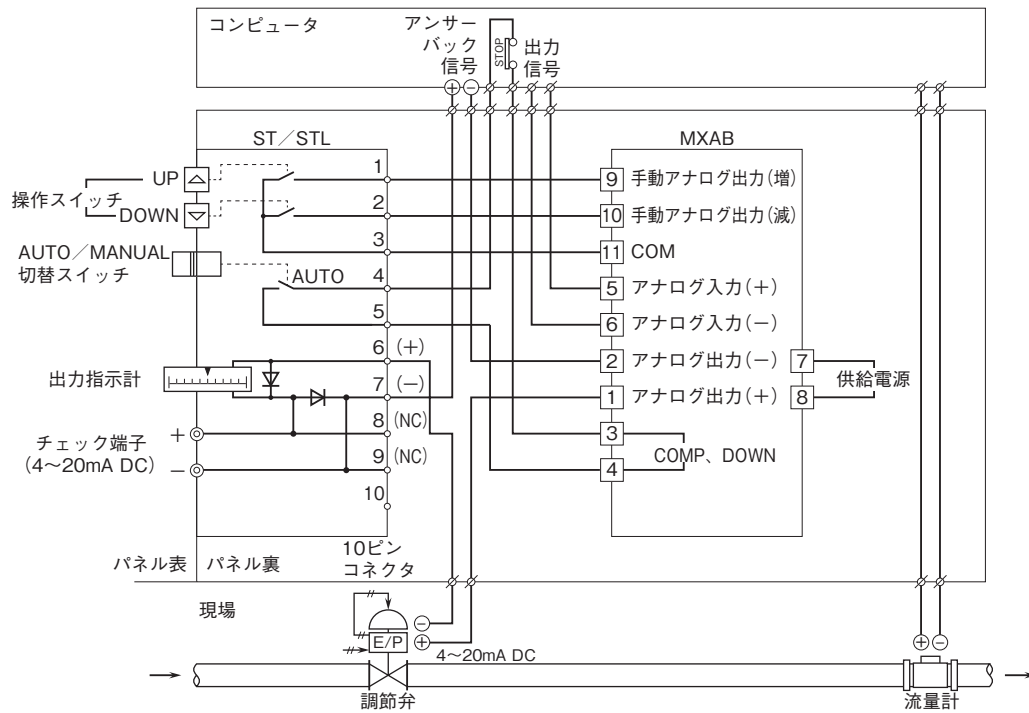 コンピュータ
アンサー
バック
信号
STOP
出力
信号
ST／STL
MXAB
UP
操作スイッチ
DOWN
AUTO／MANUAL
切替スイッチ
AUTO
1
2
3
4
5
6 (+)
7 (−)
8 (NC)
9 (NC)
10
出力指示計
チェック端子
(4〜20mA DC)
+
−
9 手動アナログ出力(増)
10 手動アナログ出力(減)
11 COM
5 アナログ入力(+)
6 アナログ入力(−)
2 アナログ出力(−)
1 アナログ出力(+)
3
4
COMP、DOWN
7
8
供給電源
パネル表
パネル裏
10ピン
コネクタ
現場
E/P
4〜20mA DC
調節弁
流量計